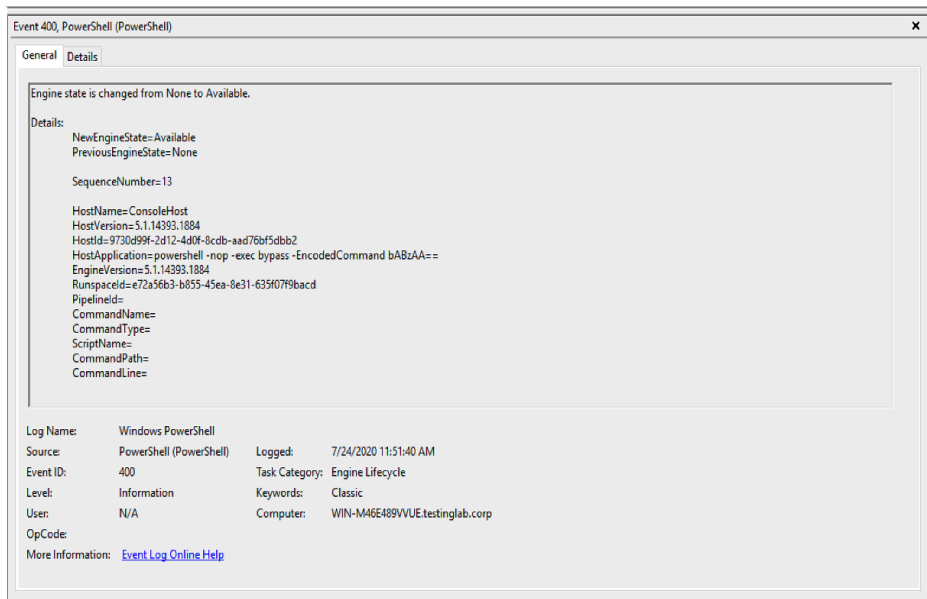 Event 400, PowerShell (PowerShell)
General Details
Engine state is changed from None to Available.
Details:
NewEngineState=Available
PreviousEngineState=None
SequenceNumber=13
HostName=ConsoleHost
HostVersion=5.1.14393.1884
HostId=9730d99f-2d12-4d0f-8cdb-aad76bf5dbb2
HostApplication=powershell -nop -exec bypass -EncodedCommand bABzAA==
EngineVersion=5.1.14393.1884
RunspaceId=e72a56b3-b855-45ea-8e31-635f07f9bacd
PipelineId=
CommandName=
CommandType=
ScriptName=
CommandPath=
CommandLine=
Log Name: Windows PowerShell
Source: PowerShell (PowerShell) Logged: 7/24/2020 11:51:40 AM
Event ID: 400 Task Category: Engine Lifecycle
Level: Information Keywords: Classic
User: N/A Computer: WIN-M46E489VVUE.testinglab.corp
OpCode:
More Information: Event Log Online Help